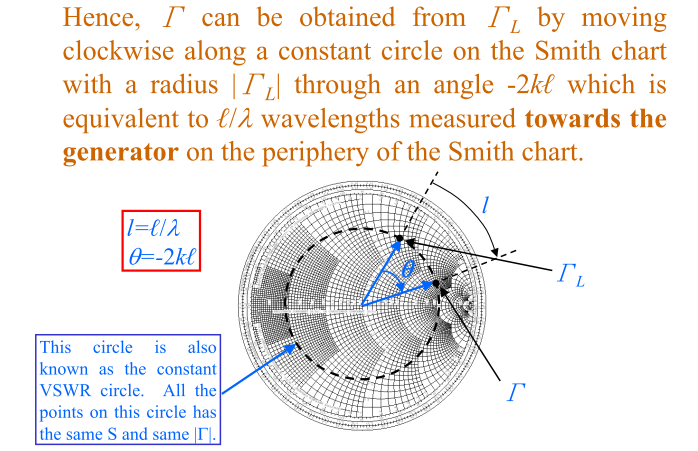 Hence, Γ can be obtained from Γ_L by moving
clockwise along a constant circle on the Smith chart
with a radius |Γ_L| through an angle -2kℓ which is
equivalent to ℓ/λ wavelengths measured towards the
generator on the periphery of the Smith chart.
l
l=ℓ/λ
θ=-2kℓ
θ
Γ_L
This circle is also
known as the constant
VSWR circle. All the
points on this circle has
the same S and same |Γ|.
Γ